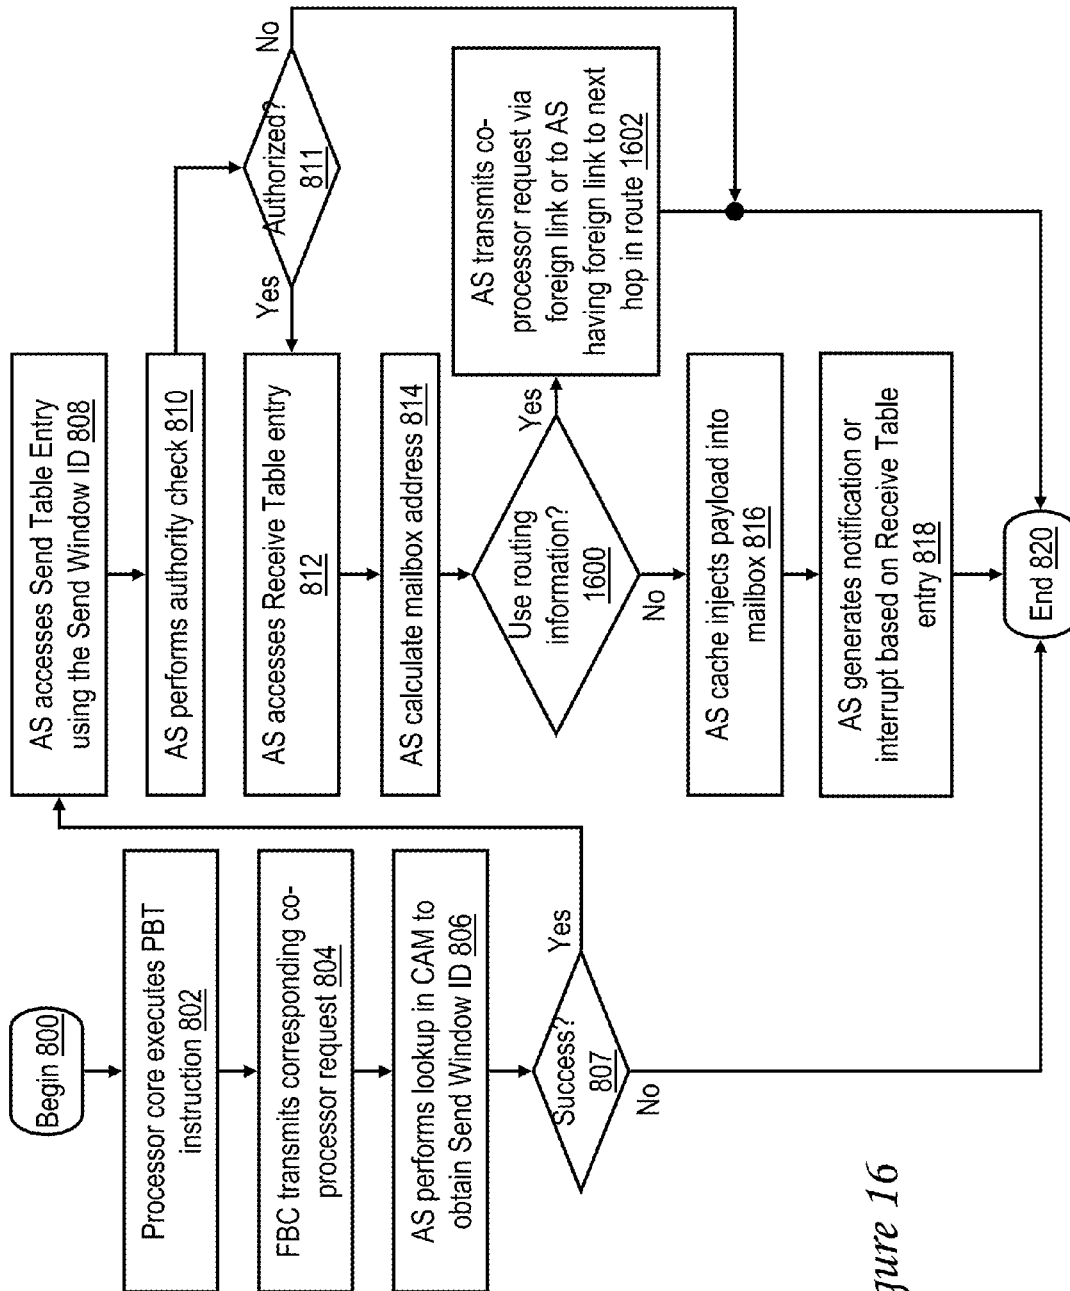 Begin 800
Processor core executes PBT
instruction 802
FBC transmits corresponding co-
processor request 804
AS performs lookup in CAM to
obtain Send Window ID 806
Success?
807
Yes
No
AS accesses Send Table Entry
using the Send Window ID 808
AS performs authority check 810
Authorized?
811
Yes
No
AS accesses Receive Table entry
812
AS calculate mailbox address 814
Use routing
information?
1600
Yes
No
AS transmits co-
processor request via
foreign link or to AS
having foreign link to next
hop in route 1602
AS cache injects payload into
mailbox 816
AS generates notification or
interrupt based on Receive Table
entry 818
End 820
gure 16